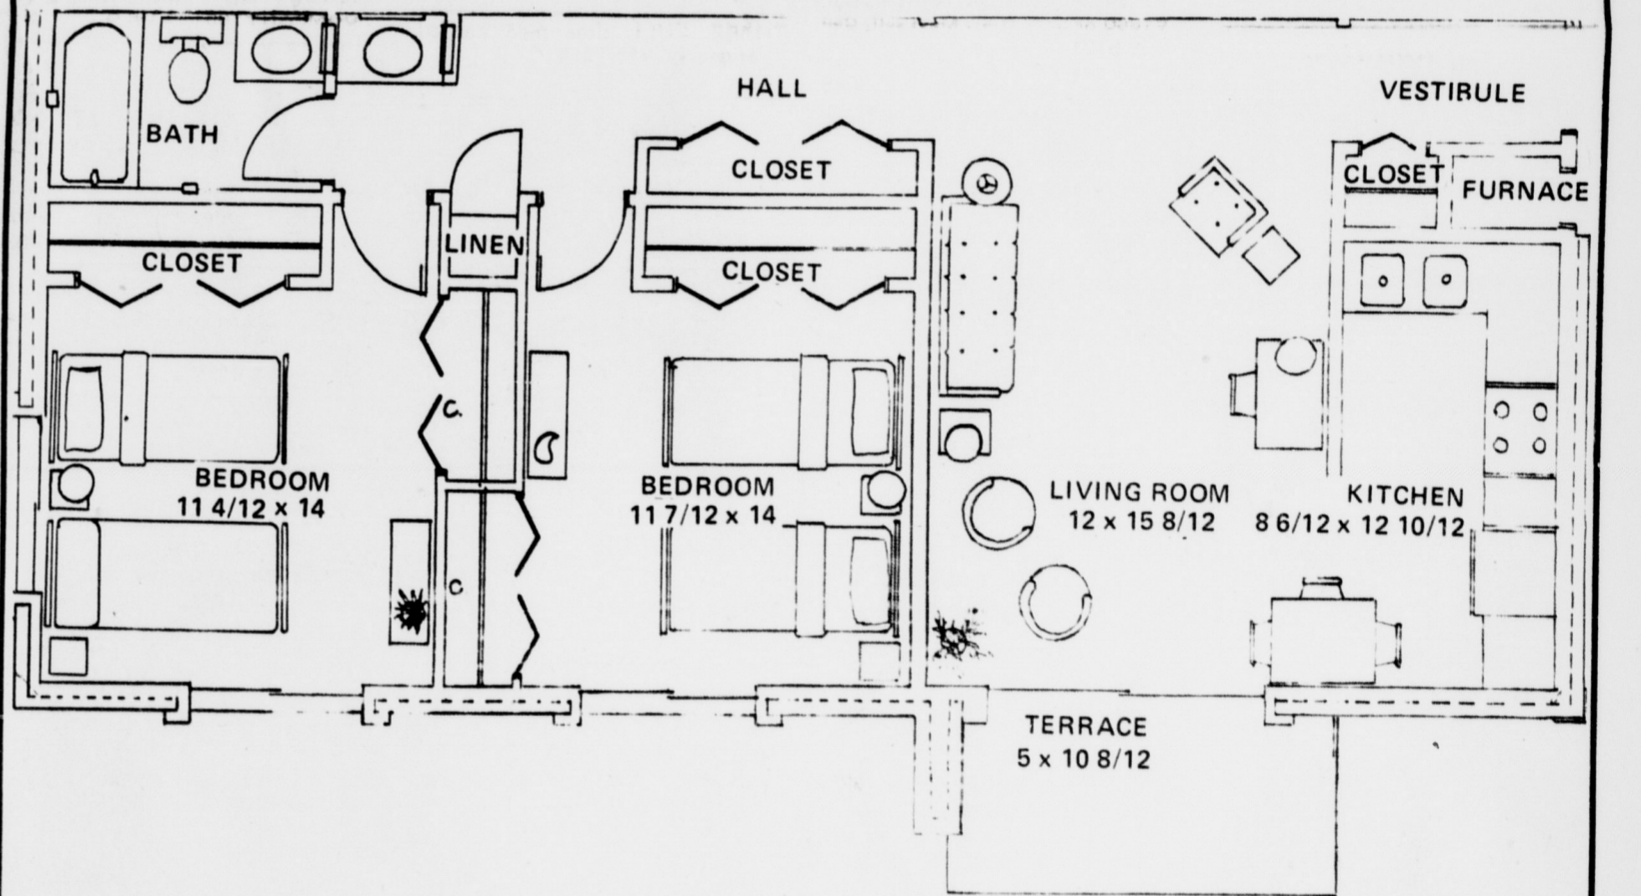 HALL
VESTIBULE
BATH
CLOSET
CLOSET
FURNACE
LINEN
CLOSET
CLOSET
C.
BEDROOM
11 4/12 x 14
BEDROOM
11 7/12 x 14
LIVING ROOM
12 x 15 8/12
KITCHEN
8 6/12 x 12 10/12
C
TERRACE
5 x 10 8/12